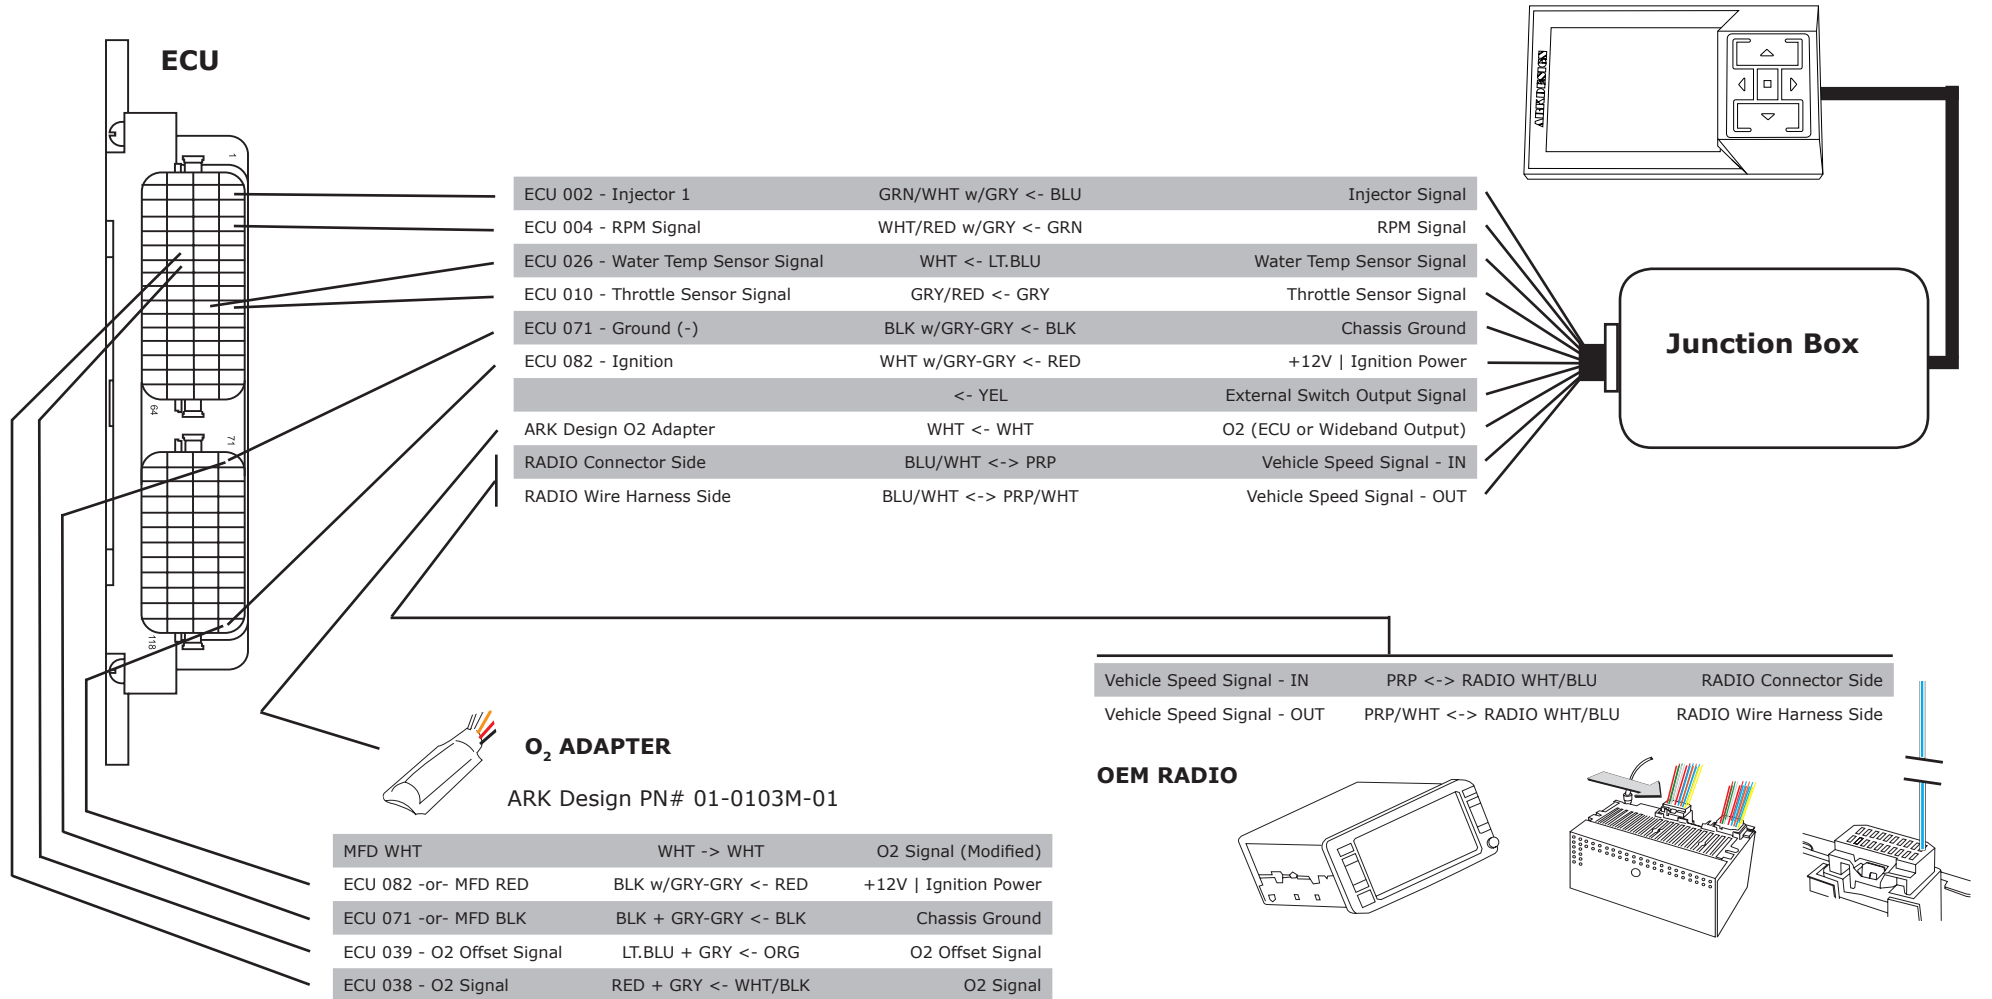 ECU
ARKDESIGN
1
64
71
118
ECU 002 - Injector 1 GRN/WHT w/GRY <- BLU Injector Signal
ECU 004 - RPM Signal WHT/RED w/GRY <- GRN RPM Signal
ECU 026 - Water Temp Sensor Signal WHT <- LT.BLU Water Temp Sensor Signal
ECU 010 - Throttle Sensor Signal GRY/RED <- GRY Throttle Sensor Signal
ECU 071 - Ground (-) BLK w/GRY-GRY <- BLK Chassis Ground
ECU 082 - Ignition WHT w/GRY-GRY <- RED +12V | Ignition Power
<- YEL External Switch Output Signal
ARK Design O2 Adapter WHT <- WHT O2 (ECU or Wideband Output)
RADIO Connector Side BLU/WHT <-> PRP Vehicle Speed Signal - IN
RADIO Wire Harness Side BLU/WHT <-> PRP/WHT Vehicle Speed Signal - OUT
Junction Box
Vehicle Speed Signal - IN PRP <-> RADIO WHT/BLU RADIO Connector Side
Vehicle Speed Signal - OUT PRP/WHT <-> RADIO WHT/BLU RADIO Wire Harness Side
OEM RADIO
O2 ADAPTER
ARK Design PN# 01-0103M-01
MFD WHT WHT -> WHT O2 Signal (Modified)
ECU 082 -or- MFD RED BLK w/GRY-GRY <- RED +12V | Ignition Power
ECU 071 -or- MFD BLK BLK + GRY-GRY <- BLK Chassis Ground
ECU 039 - O2 Offset Signal LT.BLU + GRY <- ORG O2 Offset Signal
ECU 038 - O2 Signal RED + GRY <- WHT/BLK O2 Signal